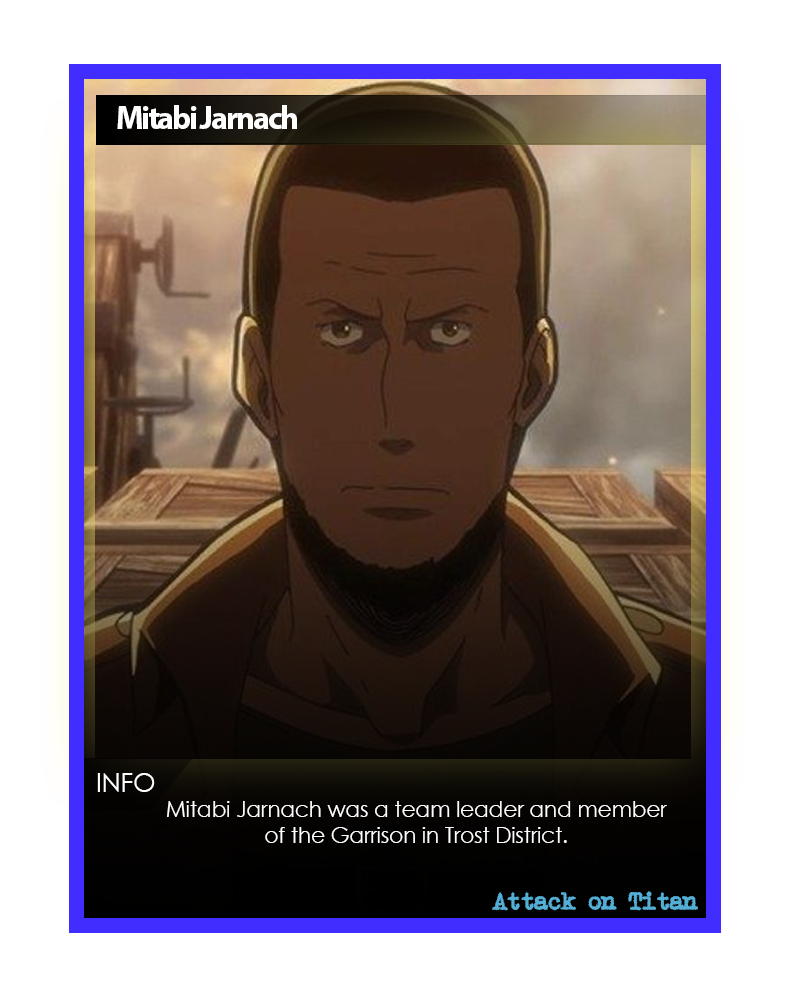 Mitabi Jarnach
INFO
Mitabi Jarnach was a team leader and member
of the Garrison in Trost District.
Attack on Titan